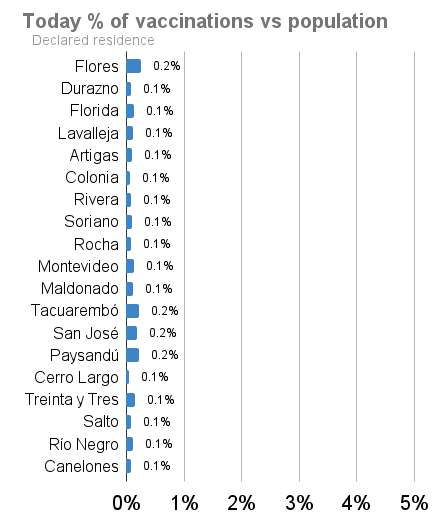 Today % of vaccinations vs population
Declared residence
Flores 0.2%
Durazno 0.1%
Florida 0.1%
Lavalleja 0.1%
Artigas 0.1%
Colonia 0.1%
Rivera 0.1%
Soriano 0.1%
Rocha 0.1%
Montevideo 0.1%
Maldonado 0.1%
Tacuarembó 0.2%
San José 0.2%
Paysandú 0.2%
Cerro Largo 0.1%
Treinta y Tres 0.1%
Salto 0.1%
Río Negro 0.1%
Canelones 0.1%
0% 1% 2% 3% 4% 5%